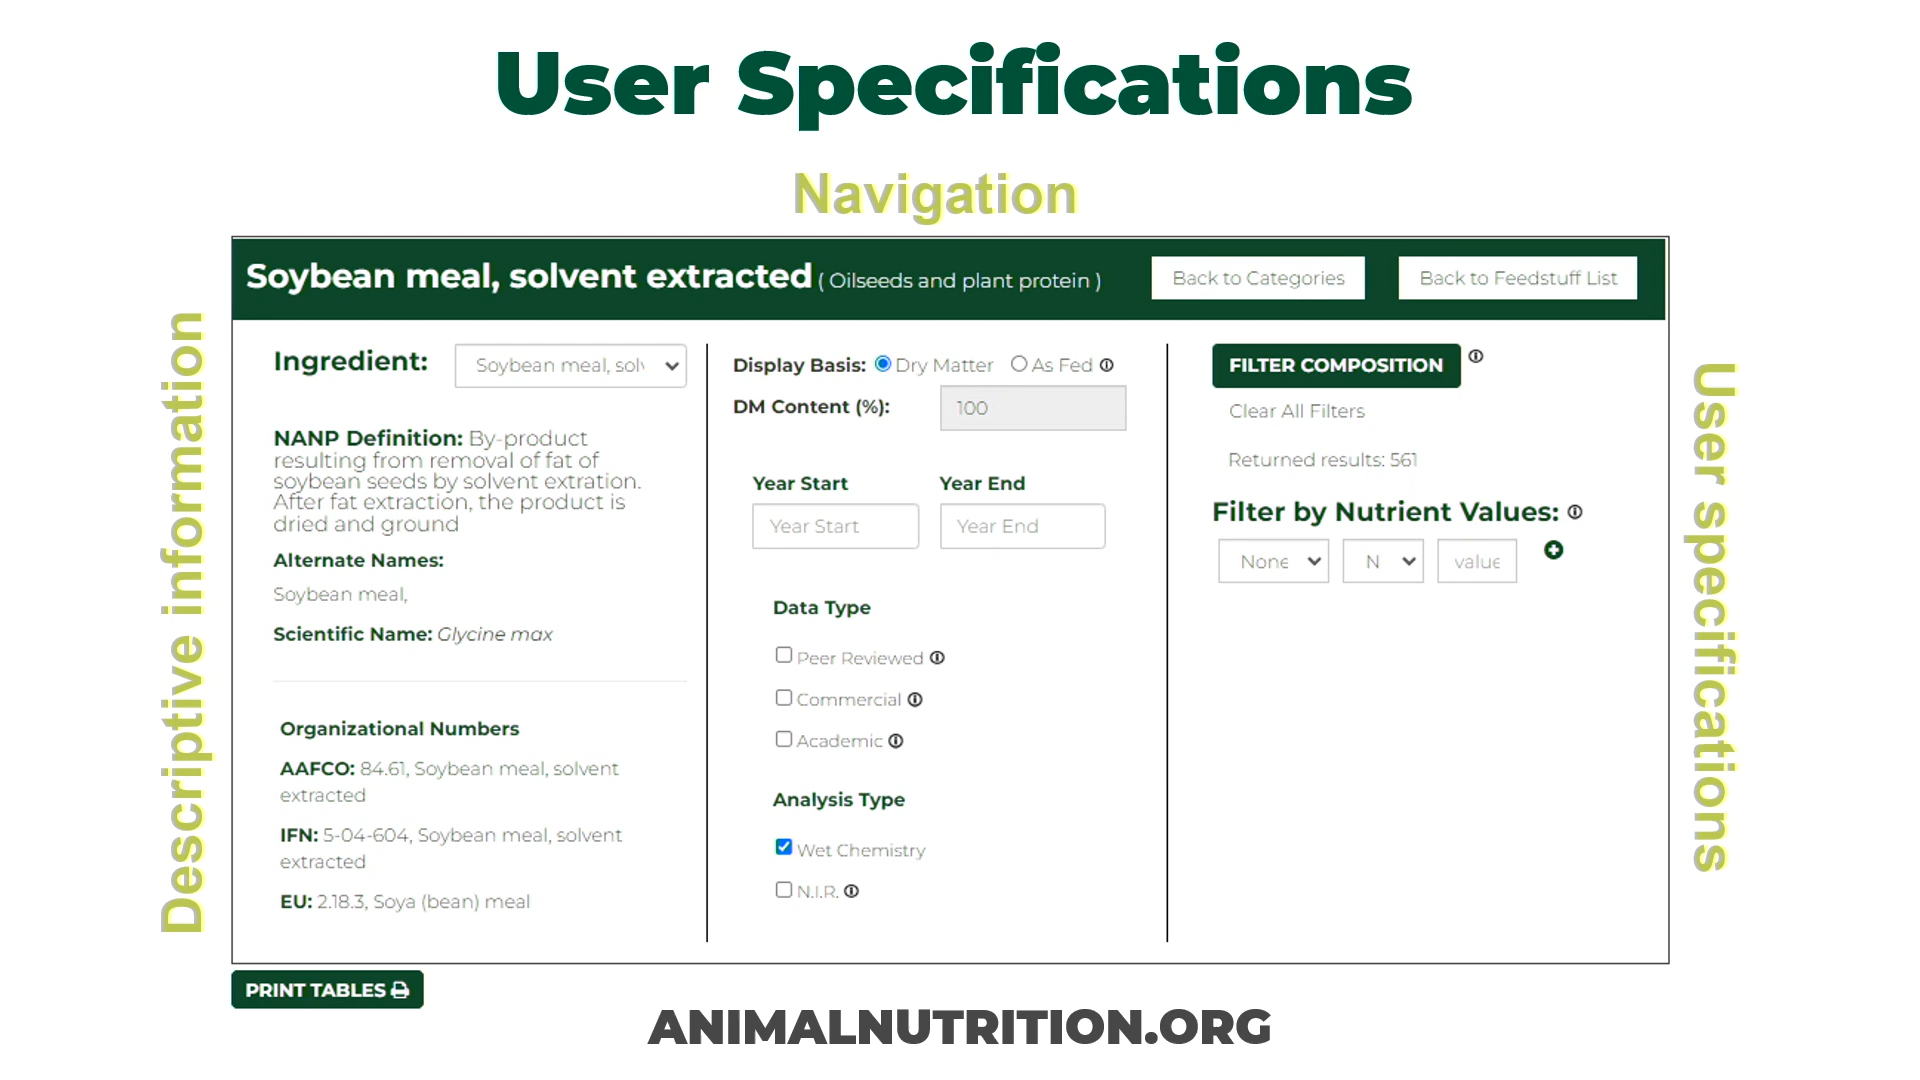 User Specifications
Navigation
Soybean meal, solvent extracted ( Oilseeds and plant protein )
Back to Categories
Back to Feedstuff List
Descriptive information
Ingredient:
Soybean meal, solv
NANP Definition: By-product
resulting from removal of fat of
soybean seeds by solvent extration.
After fat extraction, the product is
dried and ground
Alternate Names:
Soybean meal,
Scientific Name: Glycine max
Organizational Numbers
AAFCO: 84.61, Soybean meal, solvent
extracted
IFN: 5-04-604, Soybean meal, solvent
extracted
EU: 2.18.3, Soya (bean) meal
Display Basis: Dry Matter As Fed
DM Content (%): 100
Year Start Year End
Year Start Year End
Data Type
Peer Reviewed
Commercial
Academic
Analysis Type
Wet Chemistry
N.I.R.
FILTER COMPOSITION
Clear All Filters
Returned results: 561
Filter by Nutrient Values:
None N value
User specifications
PRINT TABLES
ANIMALNUTRITION.ORG